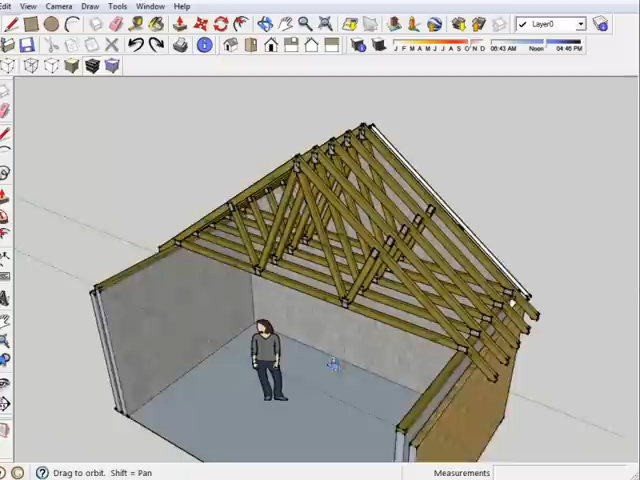 Edit View Camera Draw Tools Window Help
Layer0
J F M A M J J A S O N D 06:43 AM Noon 04:46 PM
Drag to orbit. Shift = Pan
Measurements